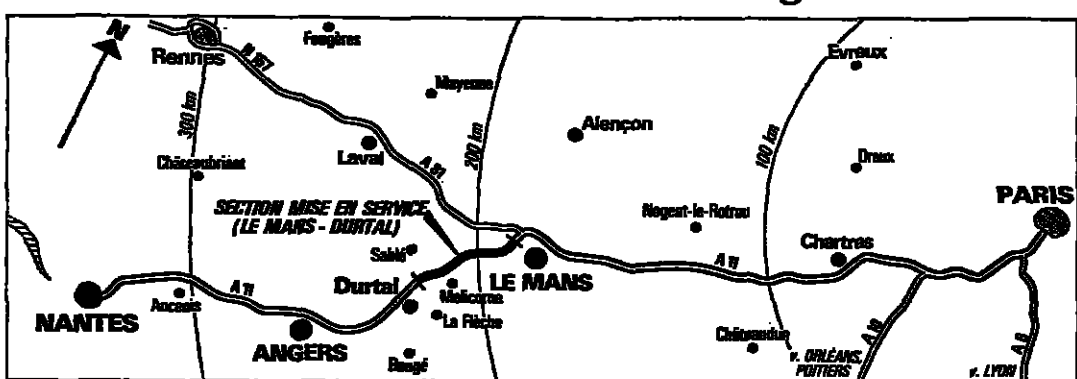 N
Rennes
Fougères
Evreux
N 157
Mayenne
300 km
200 km
100 km
Alençon
Laval
Châteaubriant
A 81
Dreux
PARIS
SECTION MISE EN SERVICE
(LE MANS - DURTAL)
Nogent-le-Rotrou
Sablé
Chartres
A 11
Durtal
LE MANS
Malicorne
A 11
Ancenis
La Flèche
NANTES
ANGERS
Châteaudun
A 10
Baugé
v. ORLÉANS,
POITIERS
v. LYON